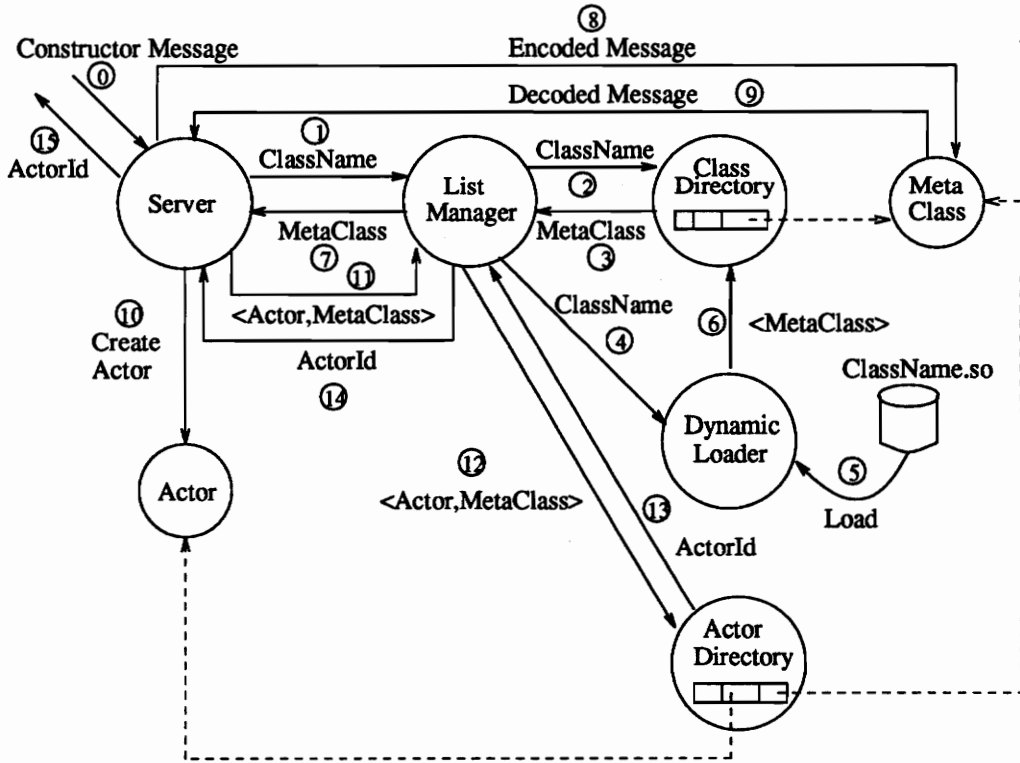 8
Constructor Message
Encoded Message
0
Decoded Message
9
15
ActorId
1
ClassName
ClassName
2
Class
Directory
Server
List
Manager
Meta
Class
MetaClass
7
MetaClass
3
11
<Actor,MetaClass>
ClassName
4
6
<MetaClass>
10
Create
Actor
ActorId
14
ClassName.so
Dynamic
Loader
12
<Actor,MetaClass>
5
Load
Actor
13
ActorId
Actor
Directory